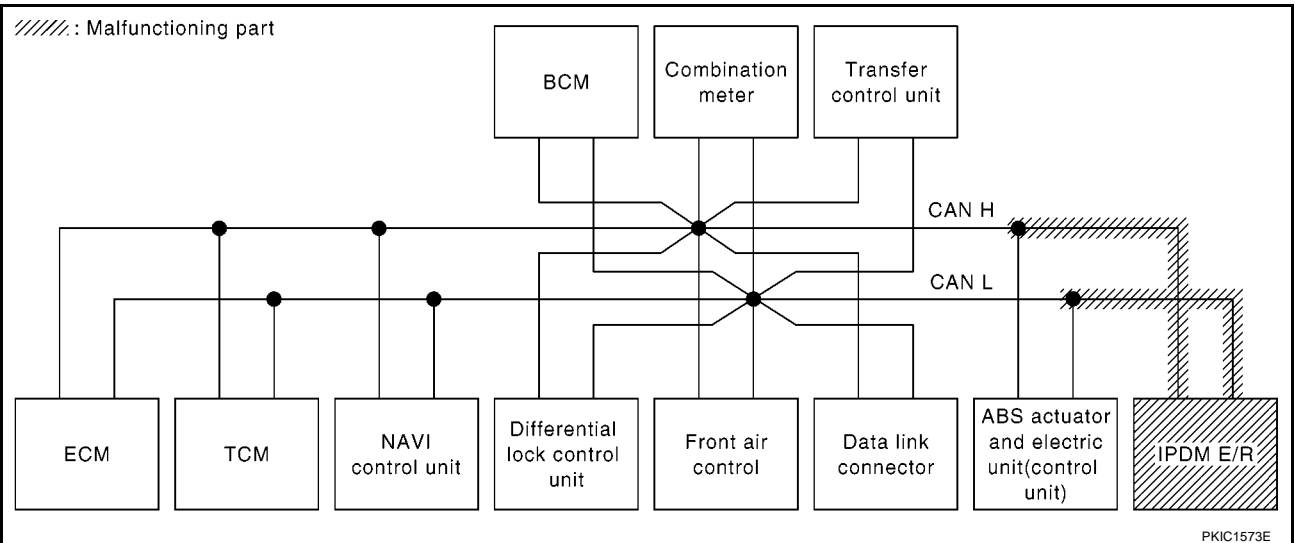 : Malfunctioning part
BCM
Combination
meter
Transfer
control unit
CAN H
CAN L
ECM
TCM
NAVI
control unit
Differential
lock control
unit
Front air
control
Data link
connector
ABS actuator
and electric
unit(control
unit)
IPDM E/R
PKIC1573E